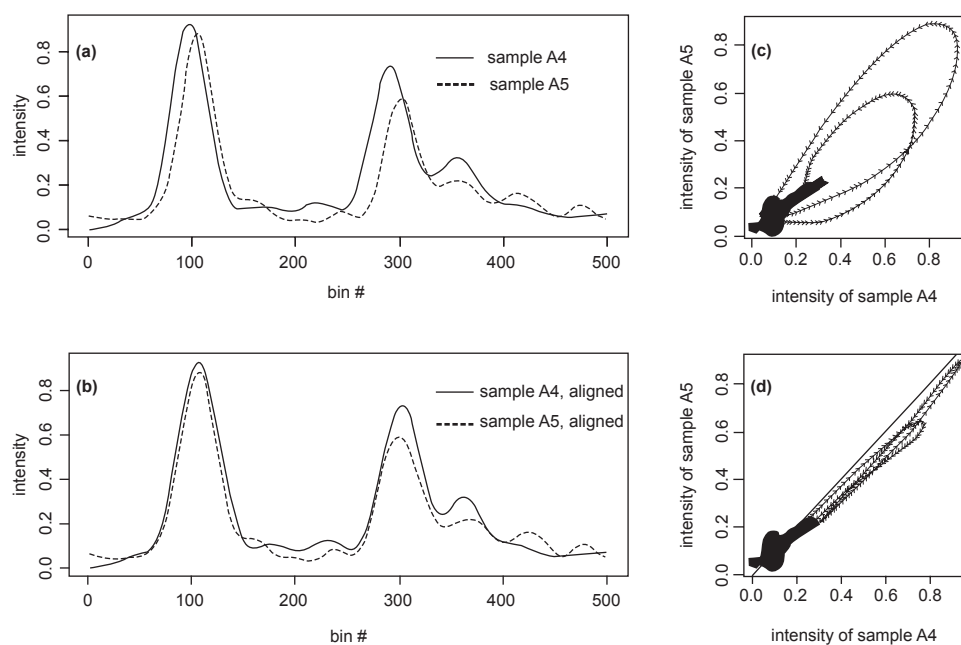 (a)
sample A4
sample A5
intensity
0.8
0.6
0.4
0.2
0.0
0 100 200 300 400 500
bin #
(c)
intensity of sample A5
0.8
0.6
0.4
0.2
0.0
0.0 0.2 0.4 0.6 0.8
intensity of sample A4
(b)
sample A4, aligned
sample A5, aligned
intensity
0.8
0.6
0.4
0.2
0.0
0 100 200 300 400 500
bin #
(d)
intensity of sample A5
0.8
0.6
0.4
0.2
0.0
0.0 0.2 0.4 0.6 0.8
intensity of sample A4